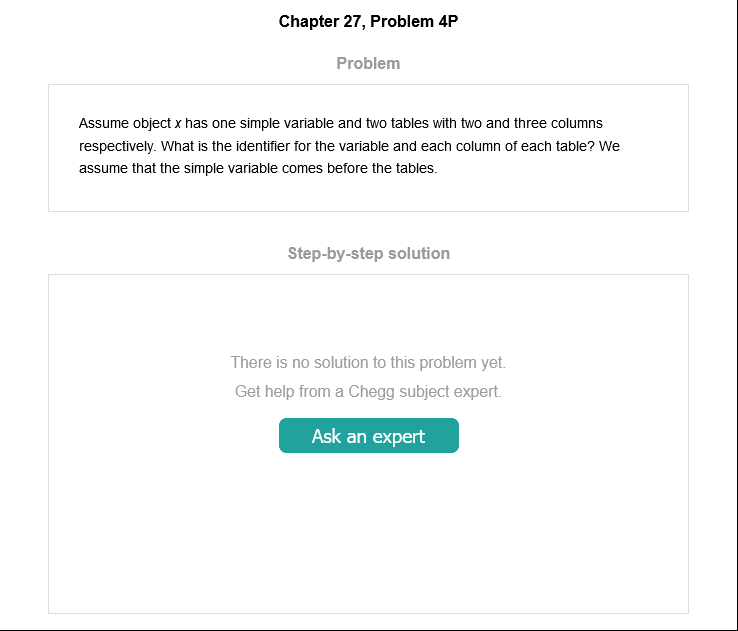 Chapter 27, Problem 4P
Problem
Assume object x has one simple variable and two tables with two and three columns
respectively. What is the identifier for the variable and each column of each table? We
assume that the simple variable comes before the tables.
Step-by-step solution
There is no solution to this problem yet.
Get help from a Chegg subject expert.
Ask an expert